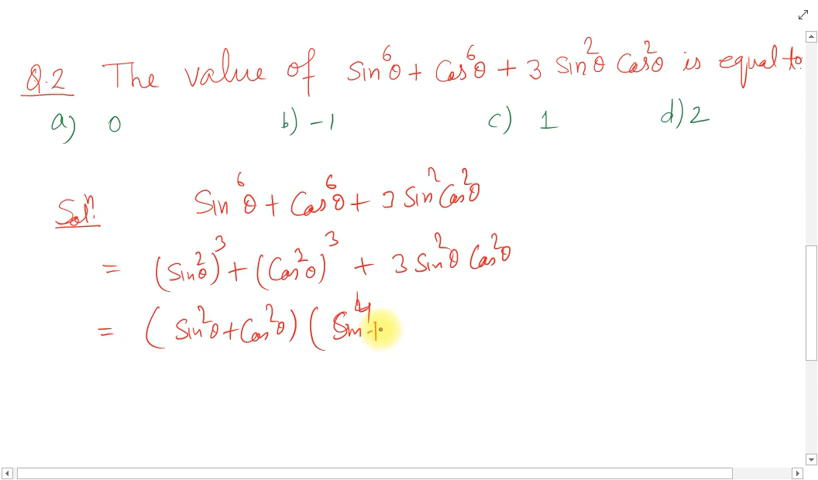 Q.2 The value of sin⁶θ + cos⁶θ + 3 sin²θ cos²θ is equal to
a) 0 b) -1 c) 1 d) 2
Solⁿ: sin⁶θ + cos⁶θ + 3 sin² cos²θ
= (sin²θ)³ + (cos²θ)³ + 3 sin²θ cos²θ
= (sin²θ + cos²θ) ( sin⁴